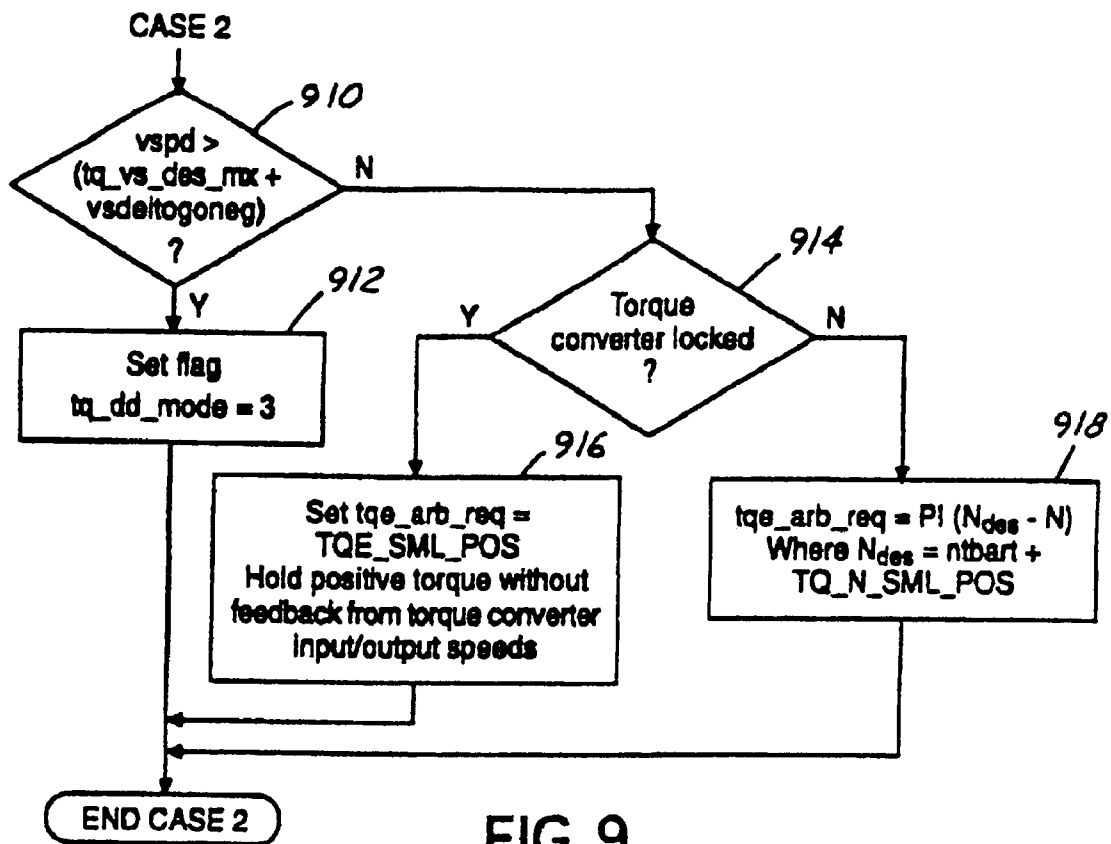 CASE 2
910
vspd >
(tq_vs_des_mx +
vsdeltogoneg)
?
N
Y
912
Set flag
tq_dd_mode = 3
914
Torque
converter locked
?
Y
N
916
Set tqe_arb_req =
TQE_SML_POS
Hold positive torque without
feedback from torque converter
input/output speeds
918
tqe_arb_req = PI (Ndes - N)
Where Ndes = ntbart +
TQ_N_SML_POS
END CASE 2
FIG. 9